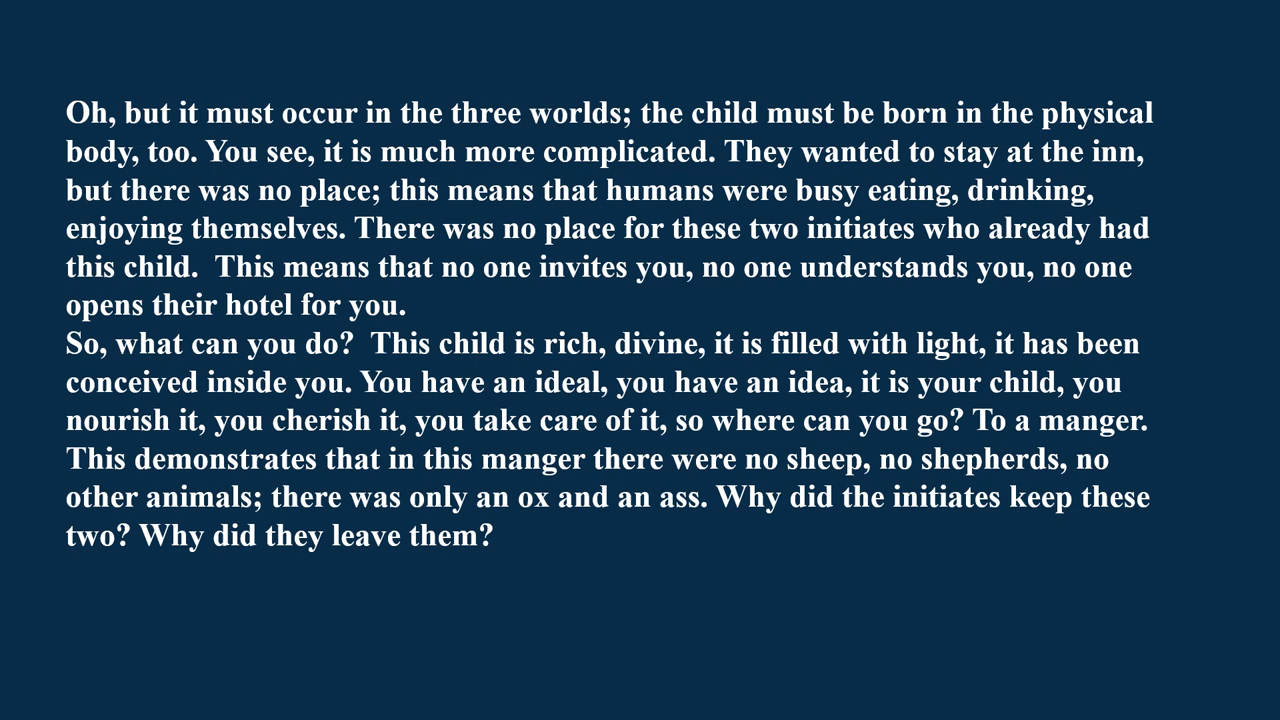 Oh, but it must occur in the three worlds; the child must be born in the physical
body, too. You see, it is much more complicated. They wanted to stay at the inn,
but there was no place; this means that humans were busy eating, drinking,
enjoying themselves. There was no place for these two initiates who already had
this child.  This means that no one invites you, no one understands you, no one
opens their hotel for you.
So, what can you do?  This child is rich, divine, it is filled with light, it has been
conceived inside you. You have an ideal, you have an idea, it is your child, you
nourish it, you cherish it, you take care of it, so where can you go? To a manger.
This demonstrates that in this manger there were no sheep, no shepherds, no
other animals; there was only an ox and an ass. Why did the initiates keep these
two? Why did they leave them?